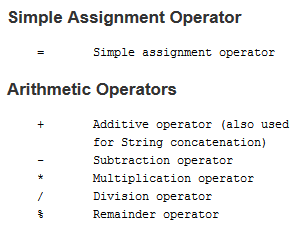 Simple Assignment Operator
= Simple assignment operator
Arithmetic Operators
+ Additive operator (also used
for String concatenation)
- Subtraction operator
* Multiplication operator
/ Division operator
% Remainder operator